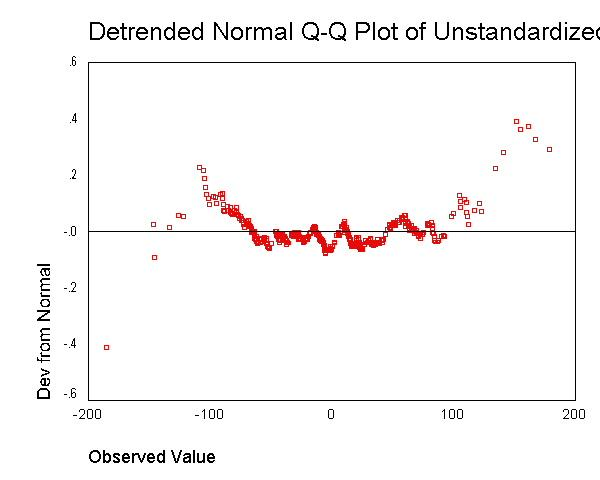 Detrended Normal Q-Q Plot of Unstandardized
.6
.4
.2
-.0
-.2
-.4
-.6
Dev from Normal
-200 -100 0 100 200
Observed Value